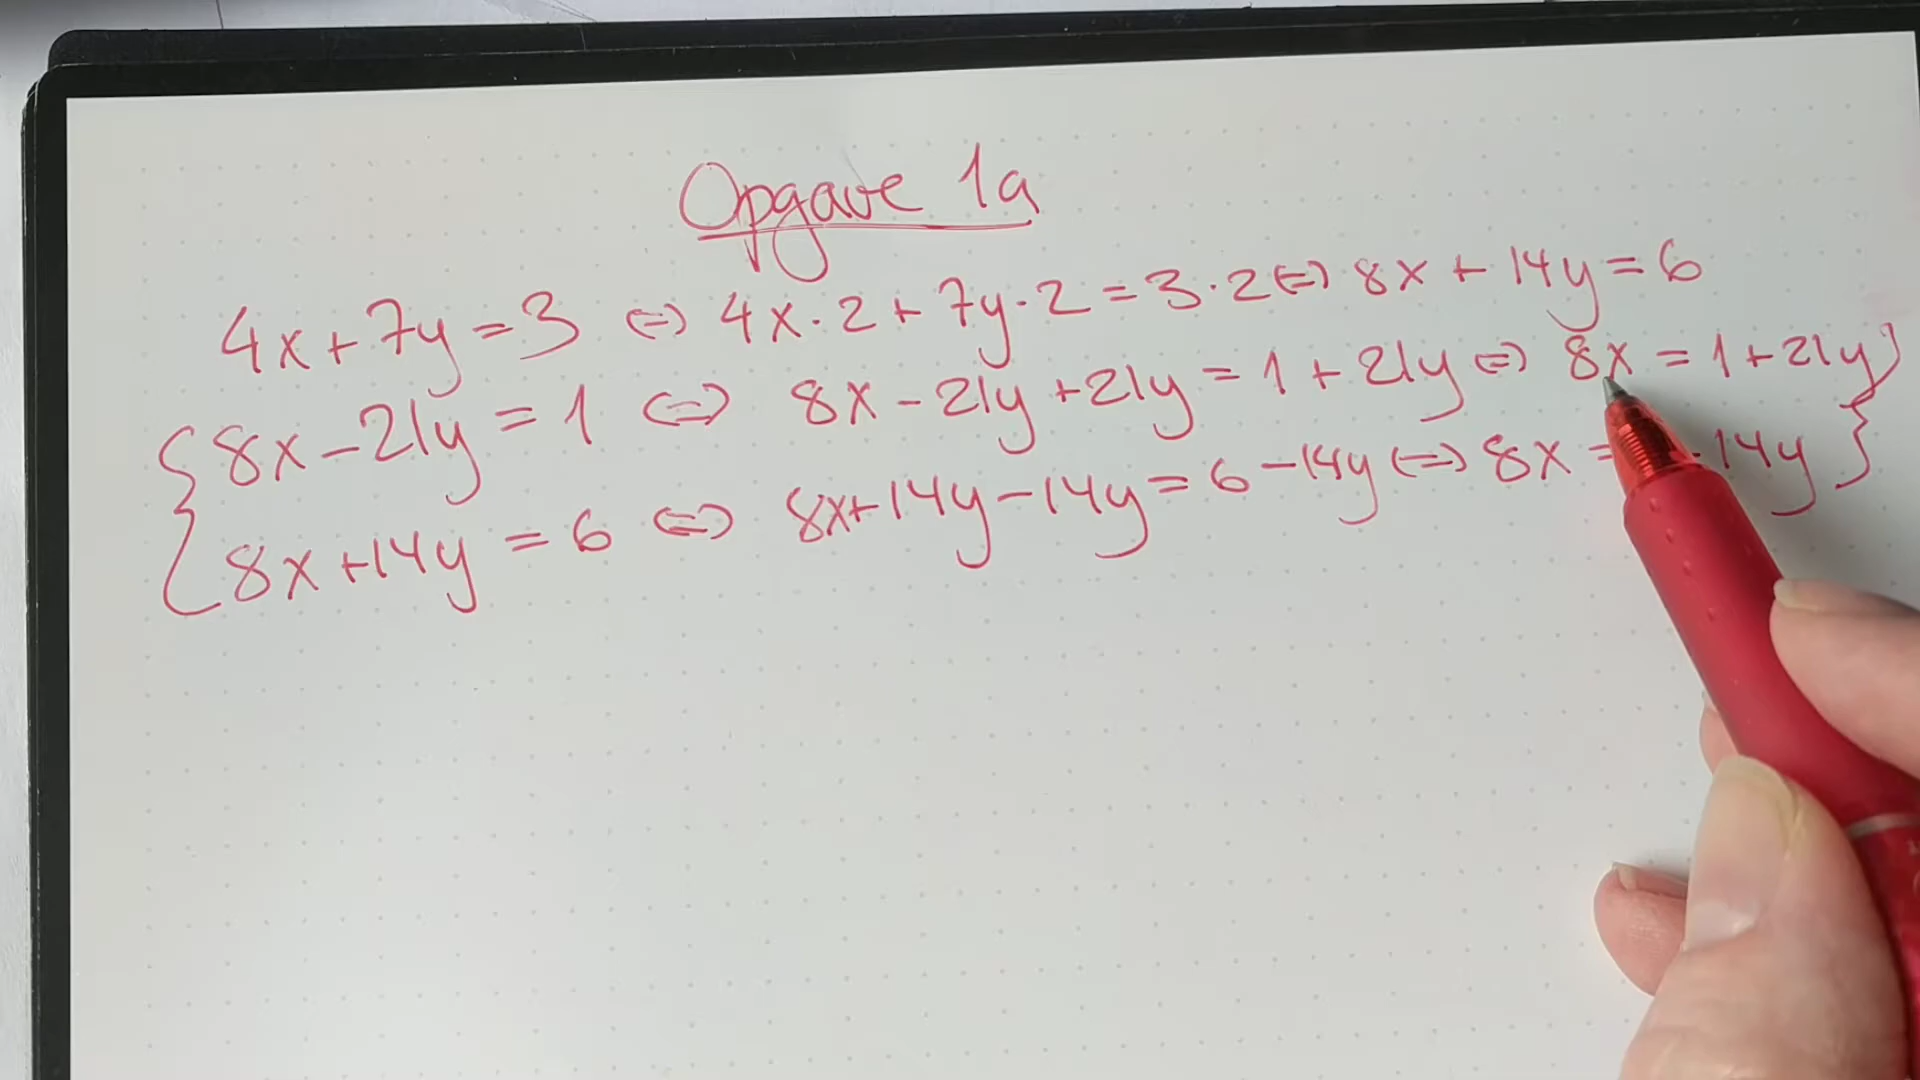 Opgave 1a
4x+7y=3 ⇔ 4x·2+7y·2=3·2 ⇔ 8x+14y=6
{8x-21y=1 ⇔ 8x-21y+21y=1+21y ⇔ 8x=1+21y}
8x+14y=6 ⇔ 8x+14y-14y=6-14y ⇔ 8x= -14y